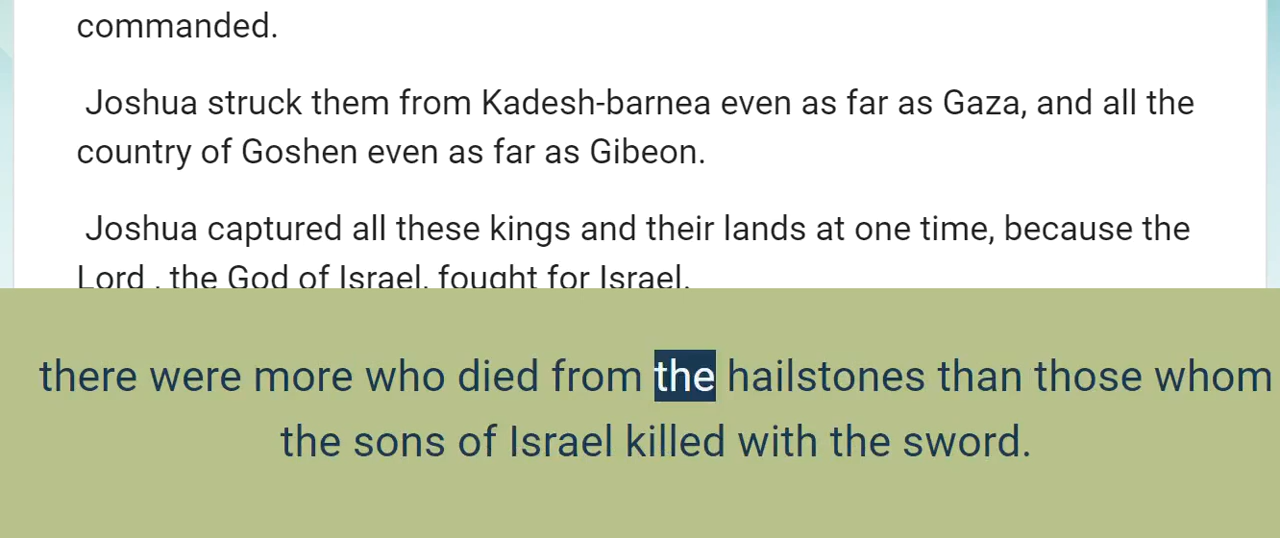 commanded.
Joshua struck them from Kadesh-barnea even as far as Gaza, and all the
country of Goshen even as far as Gibeon.
Joshua captured all these kings and their lands at one time, because the
Lord , the God of Israel, fought for Israel.
there were more who died from the hailstones than those whom
the sons of Israel killed with the sword.